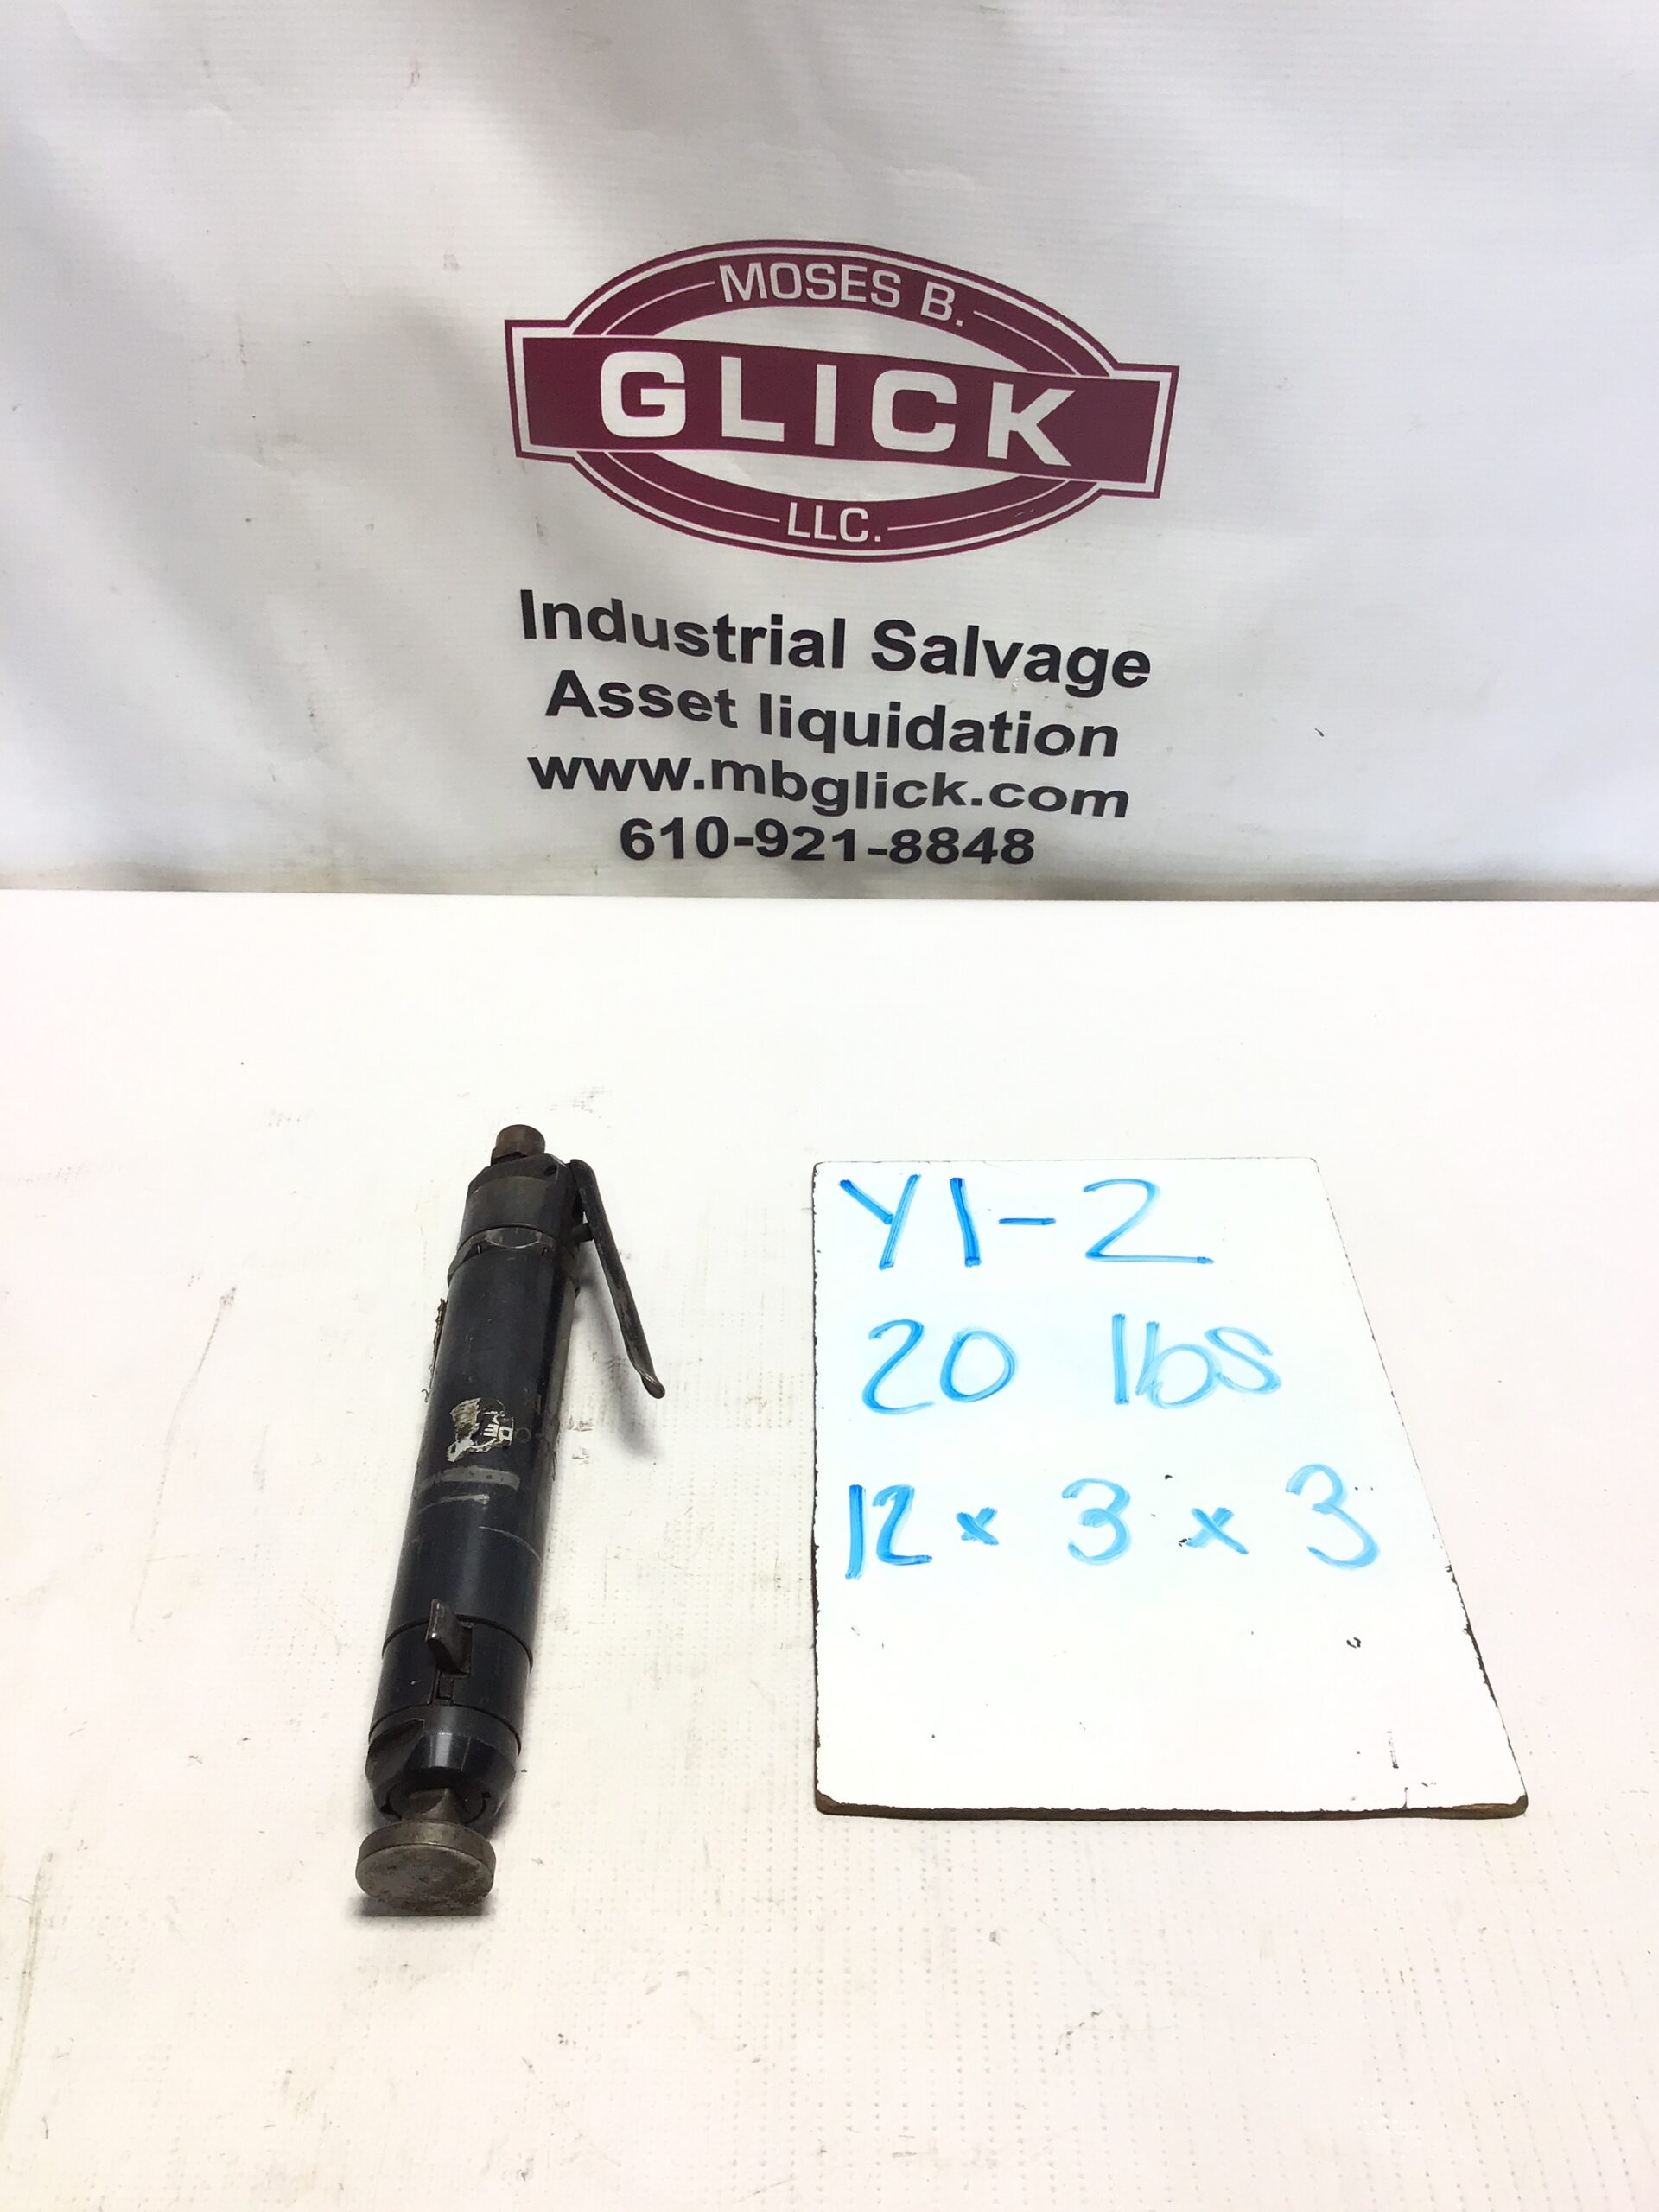 MOSES B.
GLICK
LLC.
Industrial Salvage
Asset liquidation
www.mbglick.com
610-921-8848
Y1-2
20 lbs
12 x 3 x 3